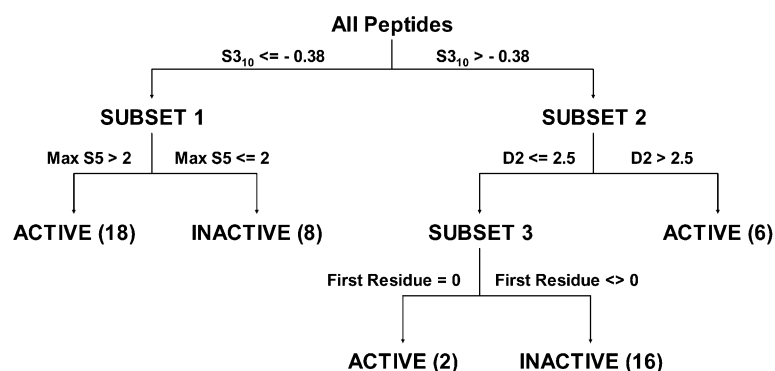 All Peptides
S3₁₀ <= - 0.38
S3₁₀ > - 0.38
SUBSET 1
SUBSET 2
Max S5 > 2
Max S5 <= 2
D2 <= 2.5
D2 > 2.5
ACTIVE (18)
INACTIVE (8)
SUBSET 3
ACTIVE (6)
First Residue = 0
First Residue <> 0
ACTIVE (2)
INACTIVE (16)